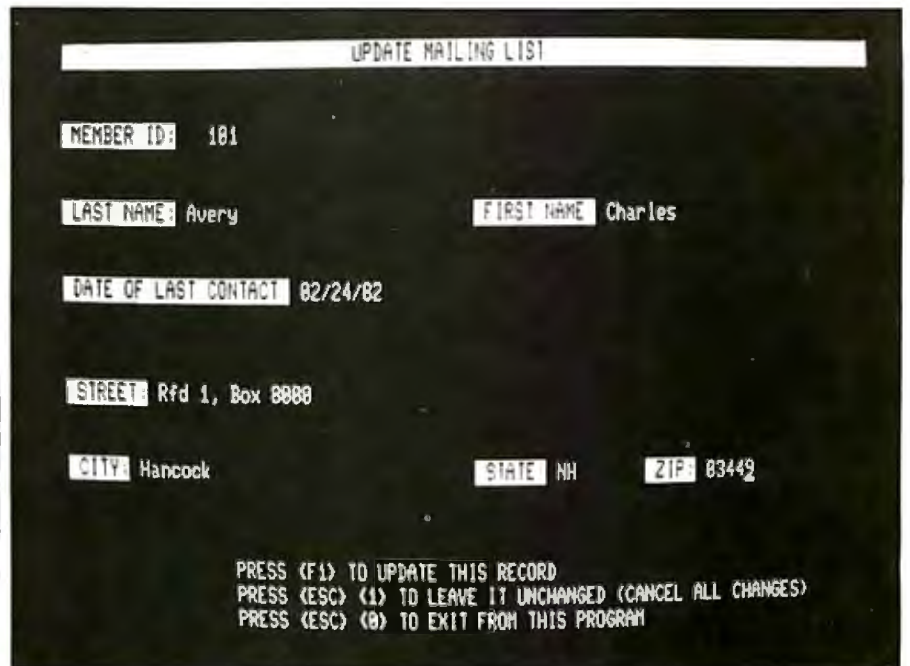 UPDATE MAILING LIST
MEMBER ID: 101
LAST NAME: Avery FIRST NAME Charles
DATE OF LAST CONTACT 02/24/82
STREET: Rfd 1, Box 8000
CITY: Hancock STATE NH ZIP: 03449
PRESS <F1> TO UPDATE THIS RECORD
PRESS <ESC> <1> TO LEAVE IT UNCHANGED (CANCEL ALL CHANGES)
PRESS <ESC> <0> TO EXIT FROM THIS PROGRAM